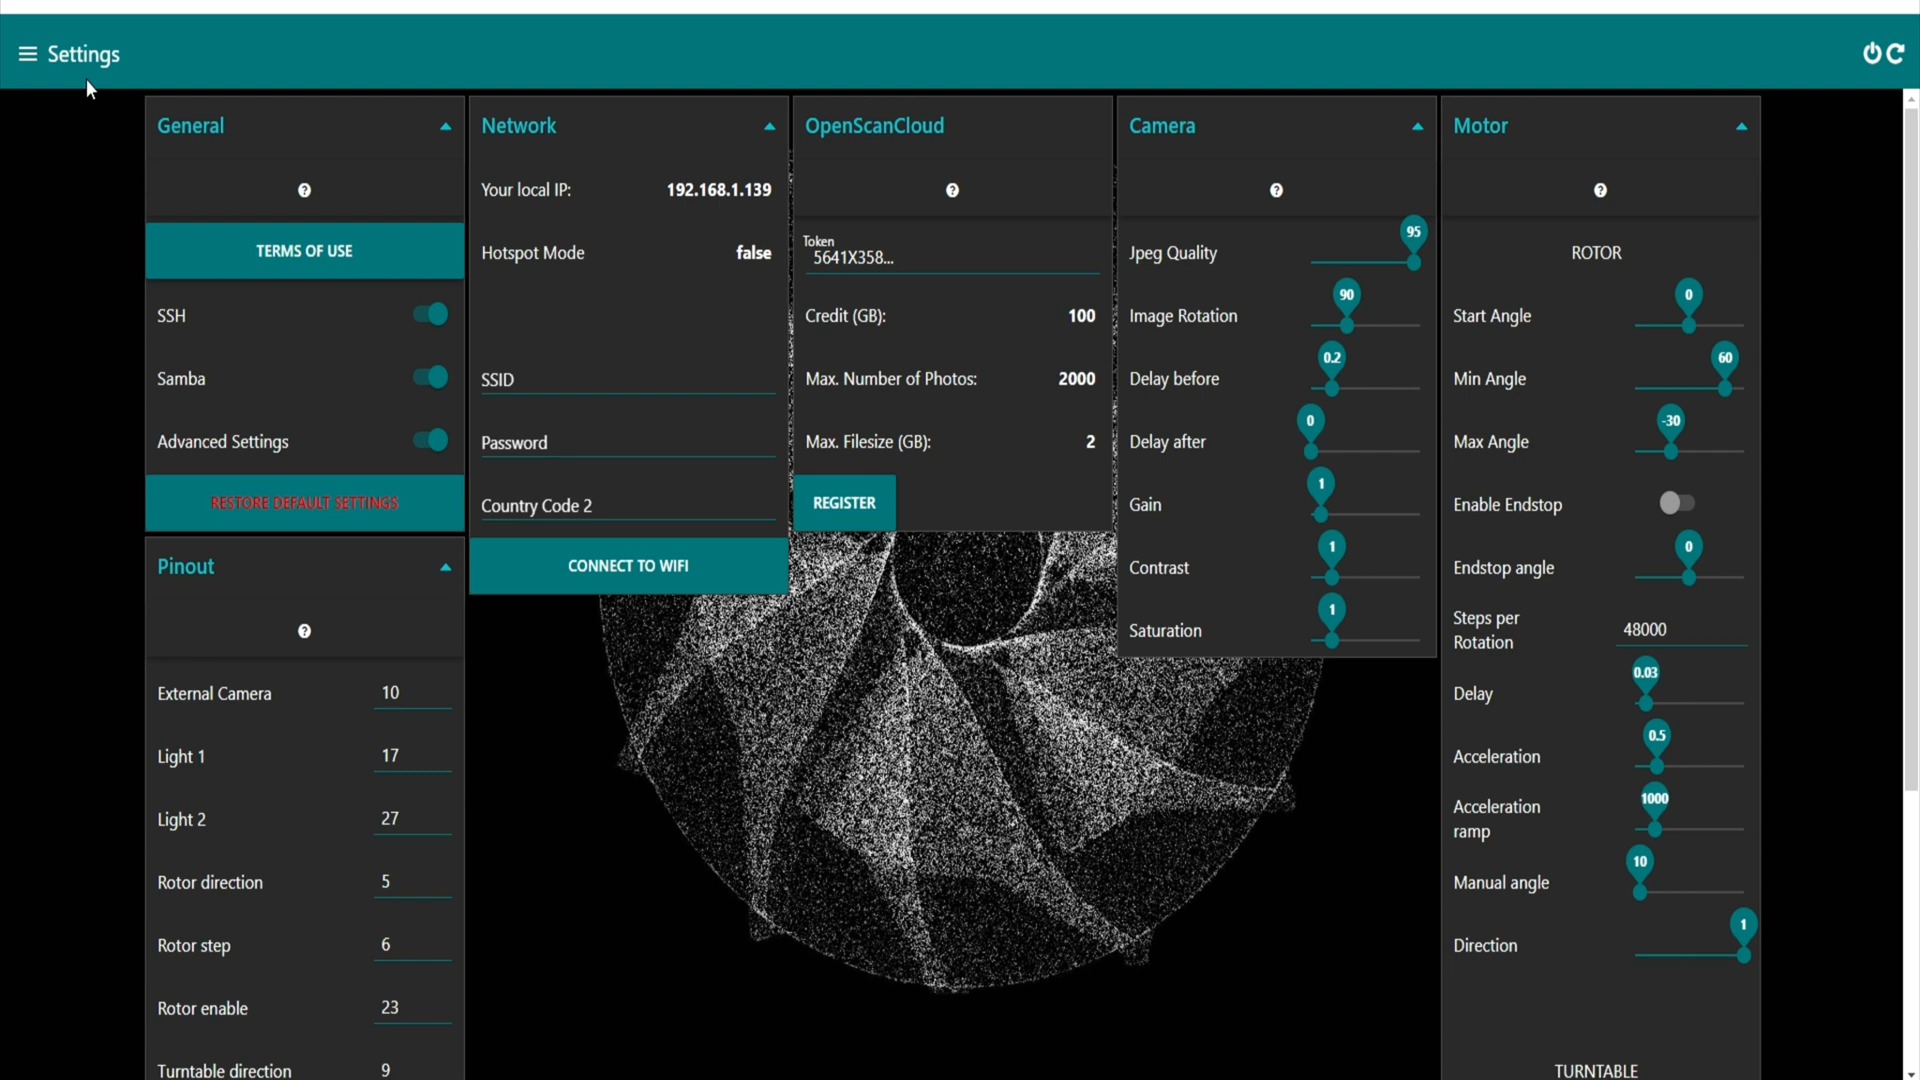 Settings
General
TERMS OF USE
SSH
Samba
Advanced Settings
RESTORE DEFAULT SETTINGS
Pinout
External Camera 10
Light 1 17
Light 2 27
Rotor direction 5
Rotor step 6
Rotor enable 23
Turntable direction 9
Network
Your local IP: 192.168.1.139
Hotspot Mode false
SSID
Password
Country Code 2
CONNECT TO WIFI
OpenScanCloud
Token
5641X358...
Credit (GB): 100
Max. Number of Photos: 2000
Max. Filesize (GB): 2
REGISTER
Camera
Jpeg Quality 95
Image Rotation 90
Delay before 0.2
Delay after 0
Gain 1
Contrast 1
Saturation 1
Motor
ROTOR
Start Angle 0
Min Angle 60
Max Angle -30
Enable Endstop
Endstop angle 0
Steps per
Rotation 48000
Delay 0.03
Acceleration 0.5
Acceleration
ramp 1000
Manual angle 10
Direction 1
TURNTABLE